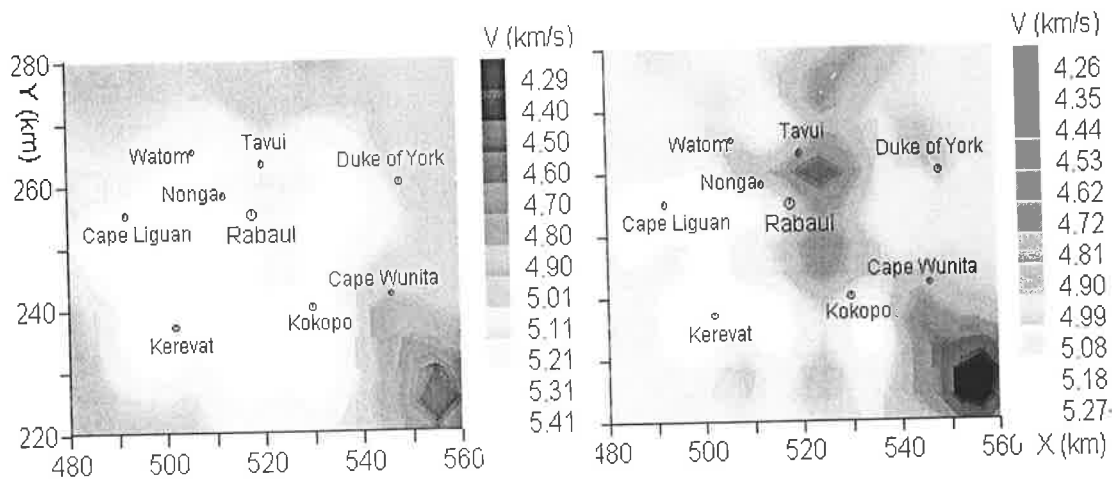 V (km/s)
4.29
4.40
4.50
4.60
4.70
4.80
4.90
5.01
5.11
5.21
5.31
5.41
280
260
240
220
Y (km)
Tavui
Watom
Duke of York
Nonga
Cape Liguan
Rabaul
Cape Wunita
Kokopo
Kerevat
480
500
520
540
560
V (km/s)
4.26
4.35
4.44
4.53
4.62
4.72
4.81
4.90
4.99
5.08
5.18
5.27
Tavui
Watom
Duke of York
Nonga
Cape Liguan
Rabaul
Cape Wunita
Kokopo
Kerevat
500
520
540
560
X (km)